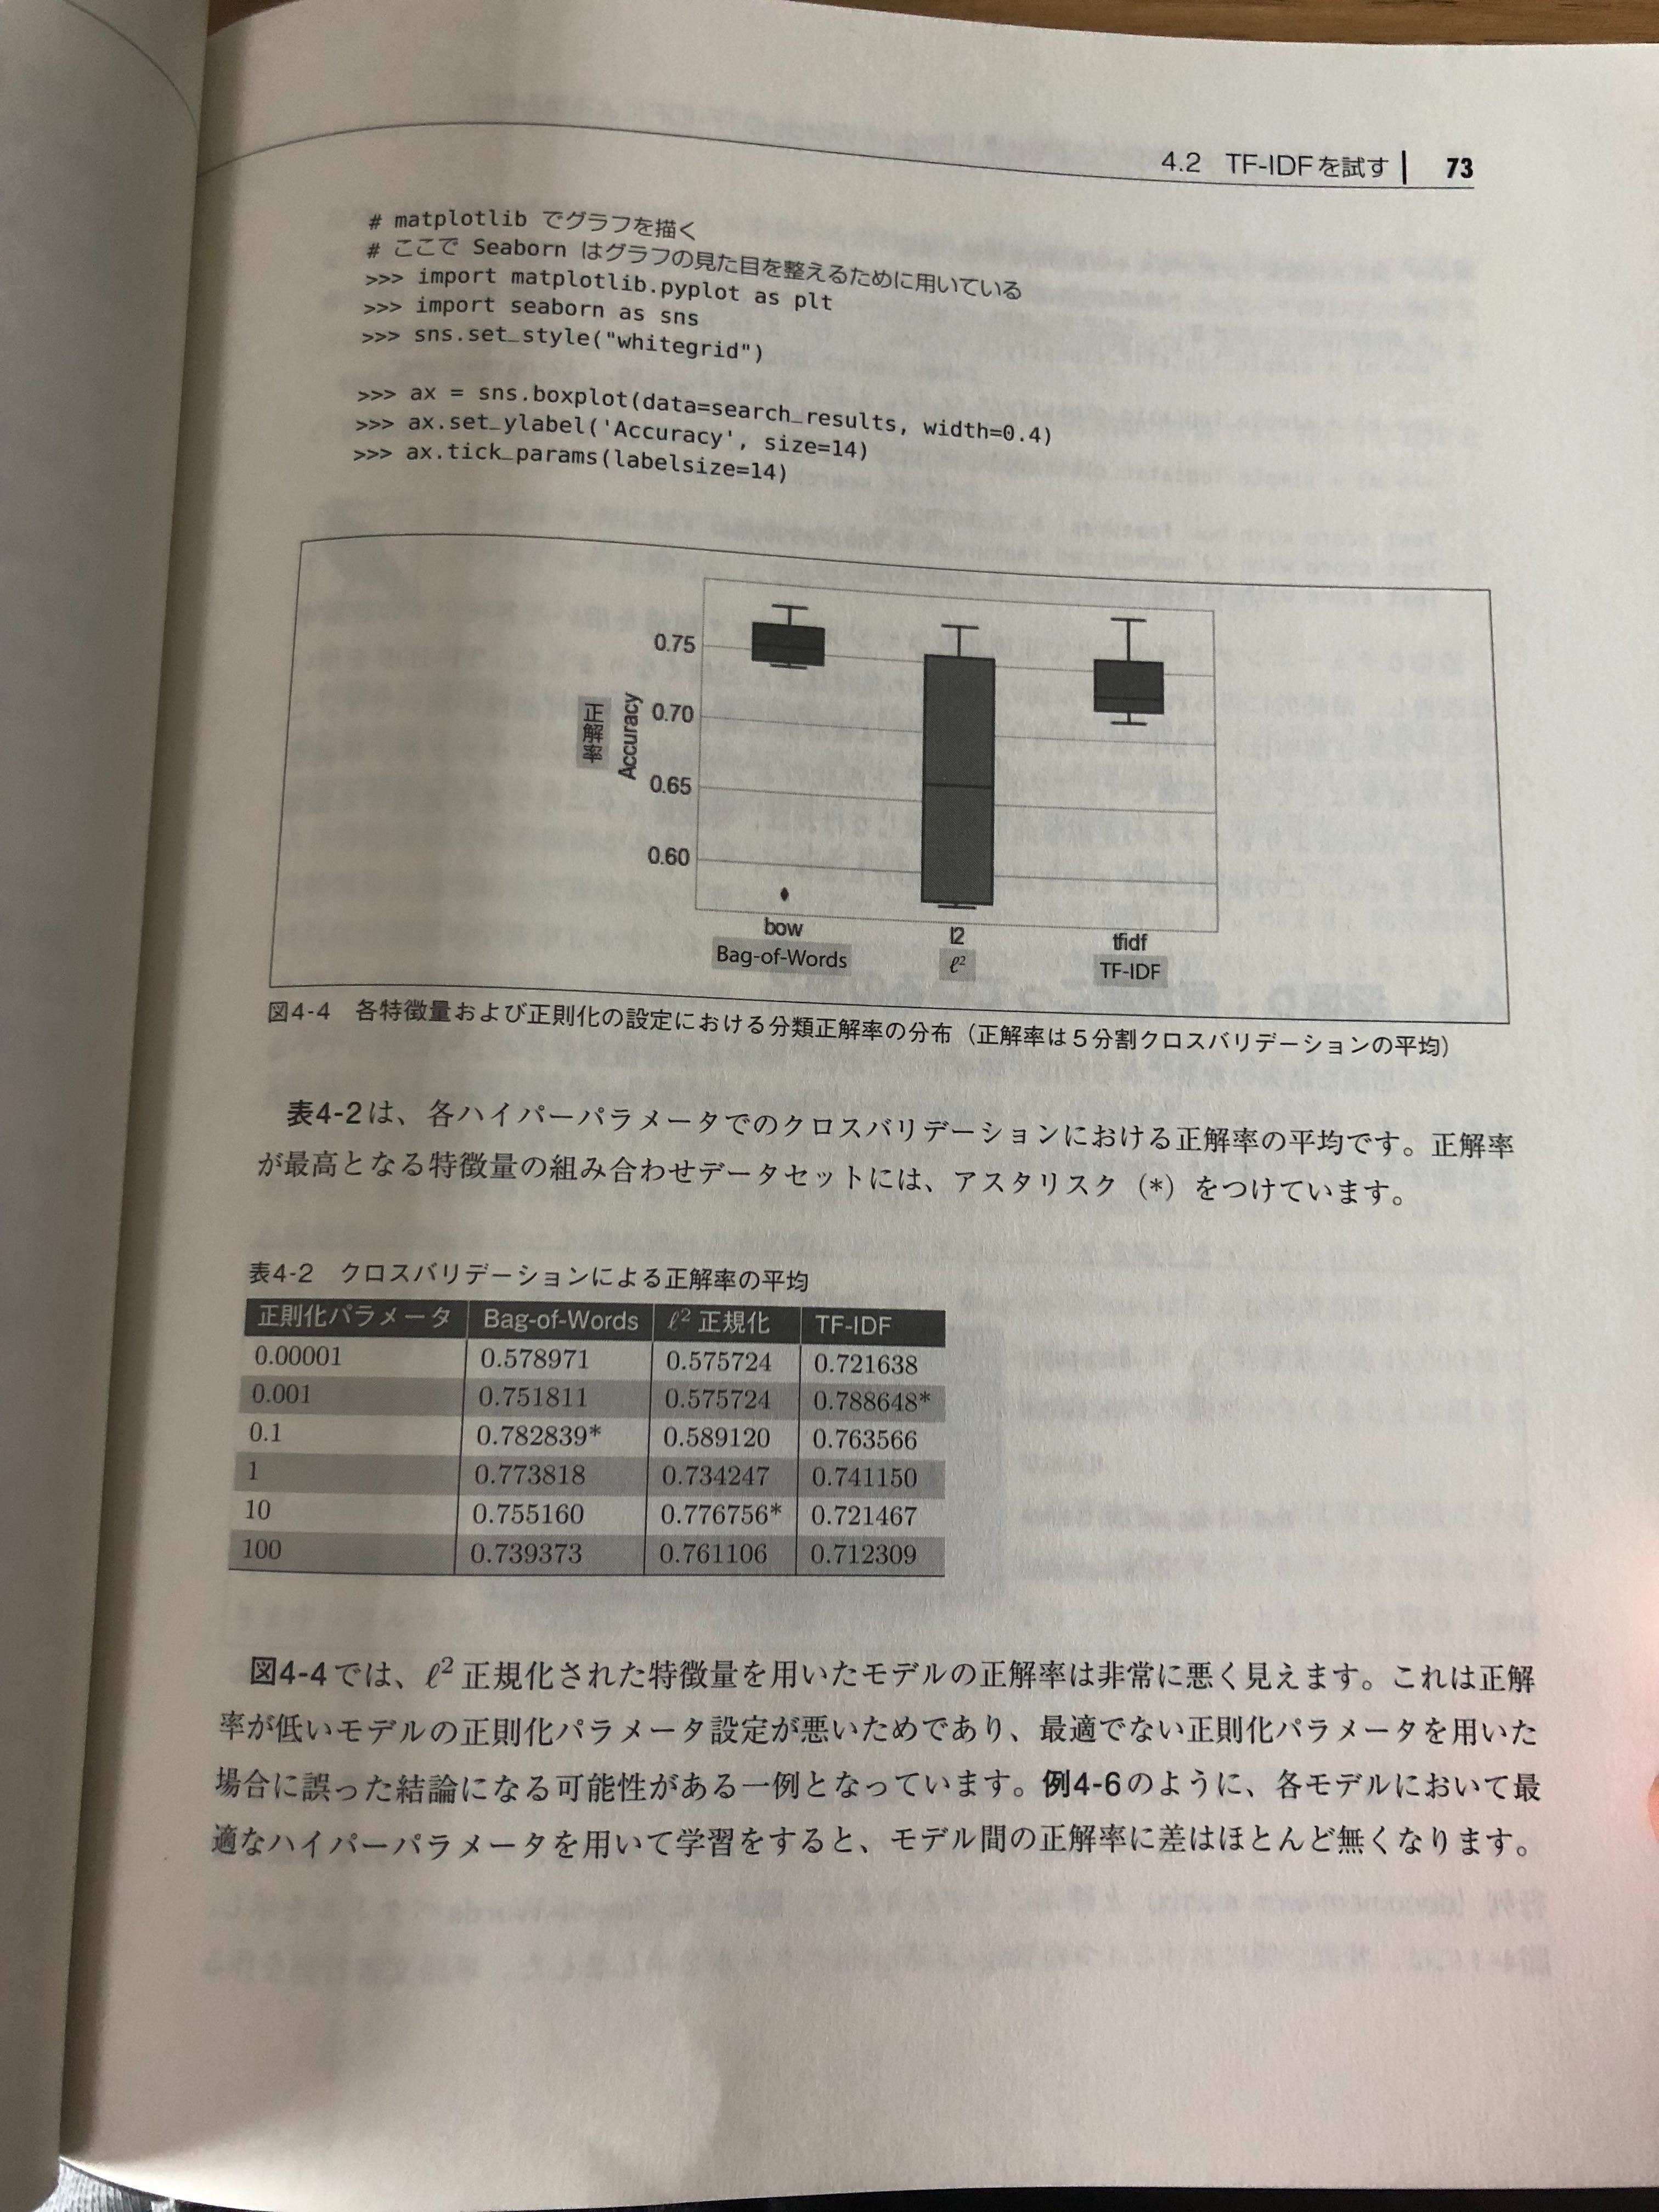 4.2 TF-IDFを試す 73
# matplotlib でグラフを描く
# ここで Seaborn はグラフの見た目を整えるために用いている
>>> import matplotlib.pyplot as plt
>>> import seaborn as sns
>>> sns.set_style("whitegrid")
>>> ax = sns.boxplot(data=search_results, width=0.4)
>>> ax.set_ylabel('Accuracy', size=14)
>>> ax.tick_params(labelsize=14)
正解率
Accuracy
0.75
0.70
0.65
0.60
bow l2 tfidf
Bag-of-Words ℓ² TF-IDF
図4-4 各特徴量および正則化の設定における分類正解率の分布（正解率は5分割クロスバリデーションの平均）
表4-2は、各ハイパーパラメータでのクロスバリデーションにおける正解率の平均です。正解率
が最高となる特徴量の組み合わせデータセットには、アスタリスク（*）をつけています。
表4-2 クロスバリデーションによる正解率の平均
正則化パラメータ Bag-of-Words ℓ² 正規化 TF-IDF
0.00001 0.578971 0.575724 0.721638
0.001 0.751811 0.575724 0.788648*
0.1 0.782839* 0.589120 0.763566
1 0.773818 0.734247 0.741150
10 0.755160 0.776756* 0.721467
100 0.739373 0.761106 0.712309
図4-4では、ℓ² 正規化された特徴量を用いたモデルの正解率は非常に悪く見えます。これは正解
率が低いモデルの正則化パラメータ設定が悪いためであり、最適でない正則化パラメータを用いた
場合に誤った結論になる可能性がある一例となっています。例4-6のように、各モデルにおいて最
適なハイパーパラメータを用いて学習をすると、モデル間の正解率に差はほとんど無くなります。